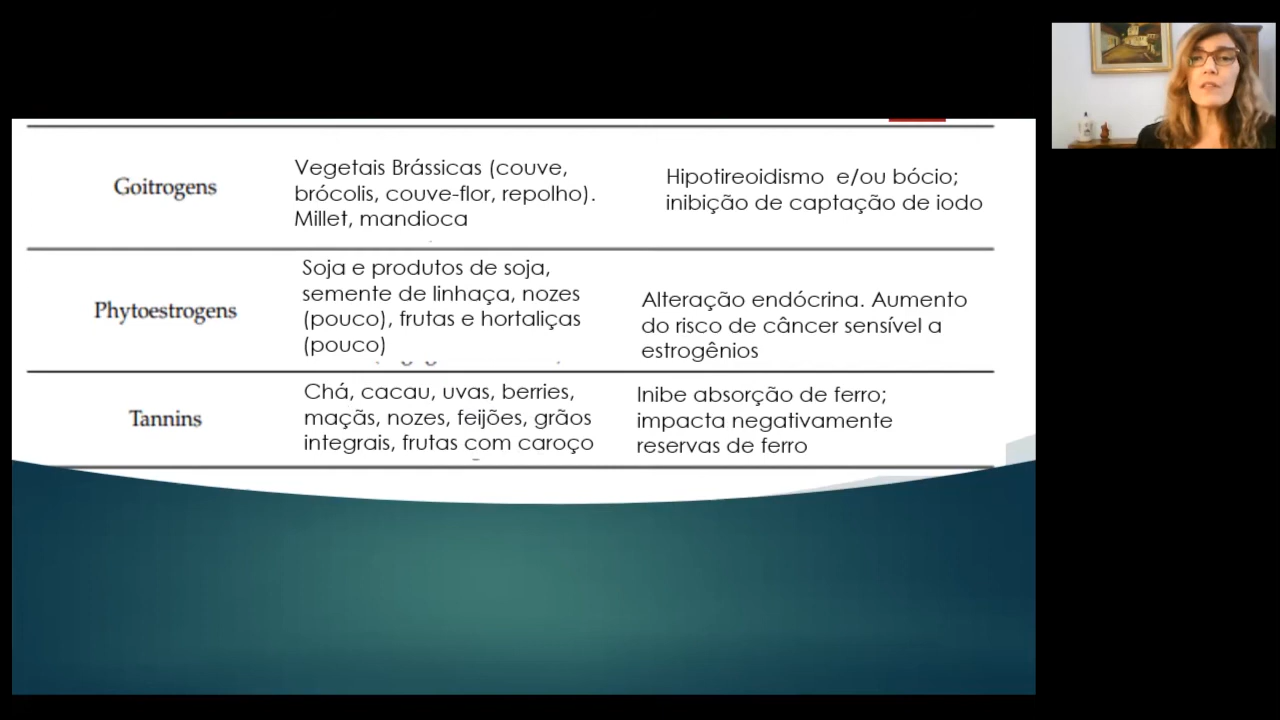 Goitrogens
Vegetais Brássicas (couve,
brócolis, couve-flor, repolho).
Millet, mandioca
Hipotireoidismo e/ou bócio;
inibição de captação de iodo
Phytoestrogens
Soja e produtos de soja,
semente de linhaça, nozes
(pouco), frutas e hortaliças
(pouco)
Alteração endócrina. Aumento
do risco de câncer sensível a
estrogênios
Tannins
Chá, cacau, uvas, berries,
maçãs, nozes, feijões, grãos
integrais, frutas com caroço
Inibe absorção de ferro;
impacta negativamente
reservas de ferro